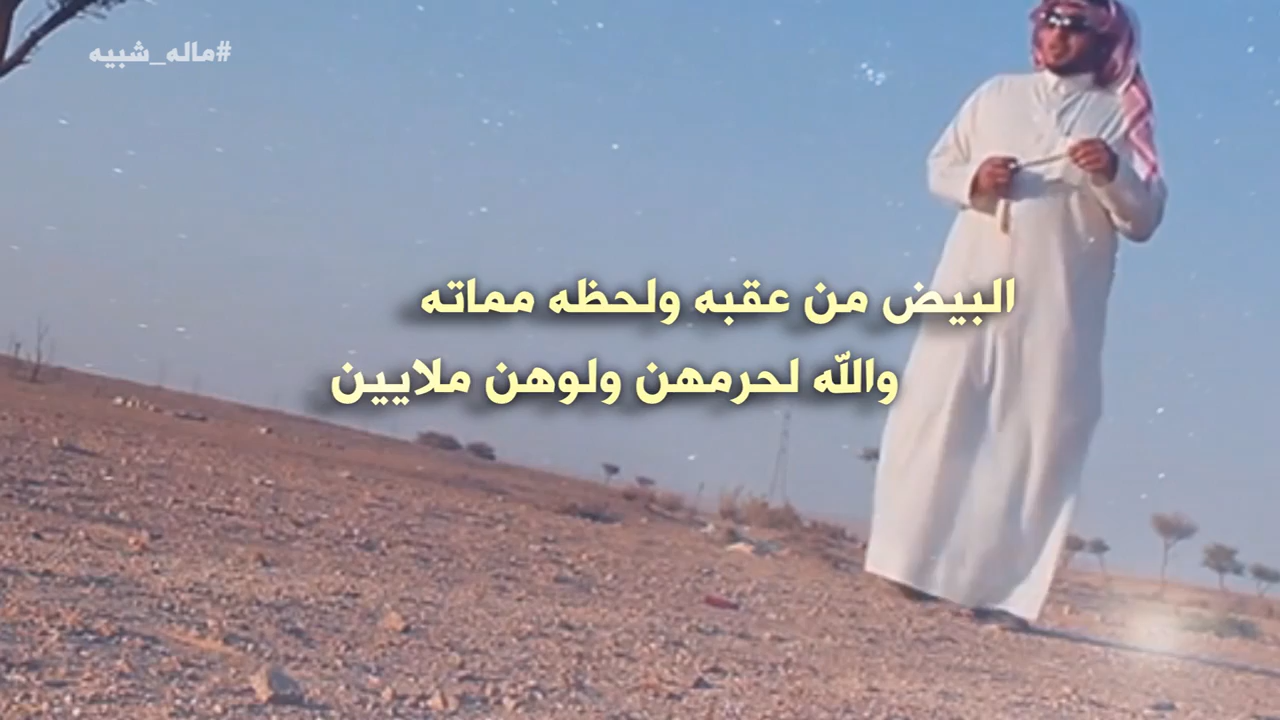 #ماله_شبيه
البيض من عقبه ولحظه مماته
والله لحرمهن ولوهن ملايين